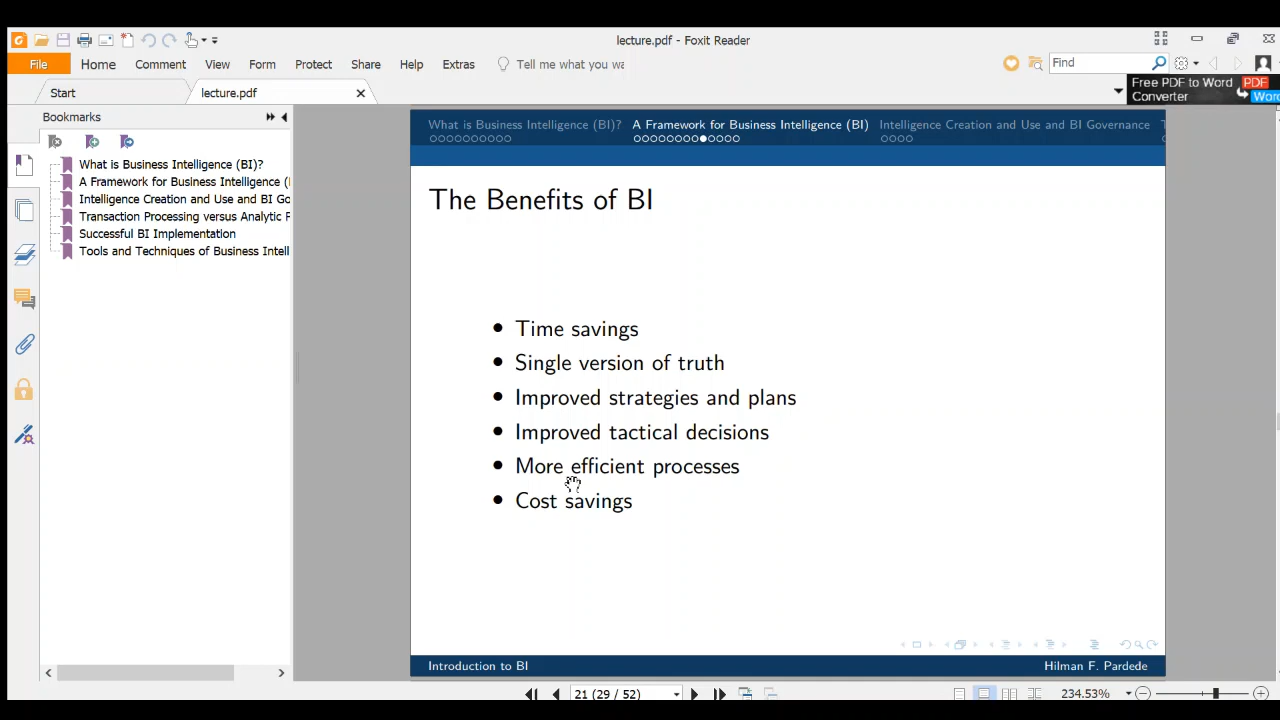 lecture.pdf - Foxit Reader
File Home Comment View Form Protect Share Help Extras Tell me what you wa
Find
Start lecture.pdf
Free PDF to Word
Converter
PDF
Word
Bookmarks
What is Business Intelligence (BI)?
A Framework for Business Intelligence (
Intelligence Creation and Use and BI Go
Transaction Processing versus Analytic P
Successful BI Implementation
Tools and Techniques of Business Intell
What is Business Intelligence (BI)? A Framework for Business Intelligence (BI) Intelligence Creation and Use and BI Governance T
The Benefits of BI
• Time savings
• Single version of truth
• Improved strategies and plans
• Improved tactical decisions
• More efficient processes
• Cost savings
Introduction to BI Hilman F. Pardede
21 (29 / 52)
234.53%